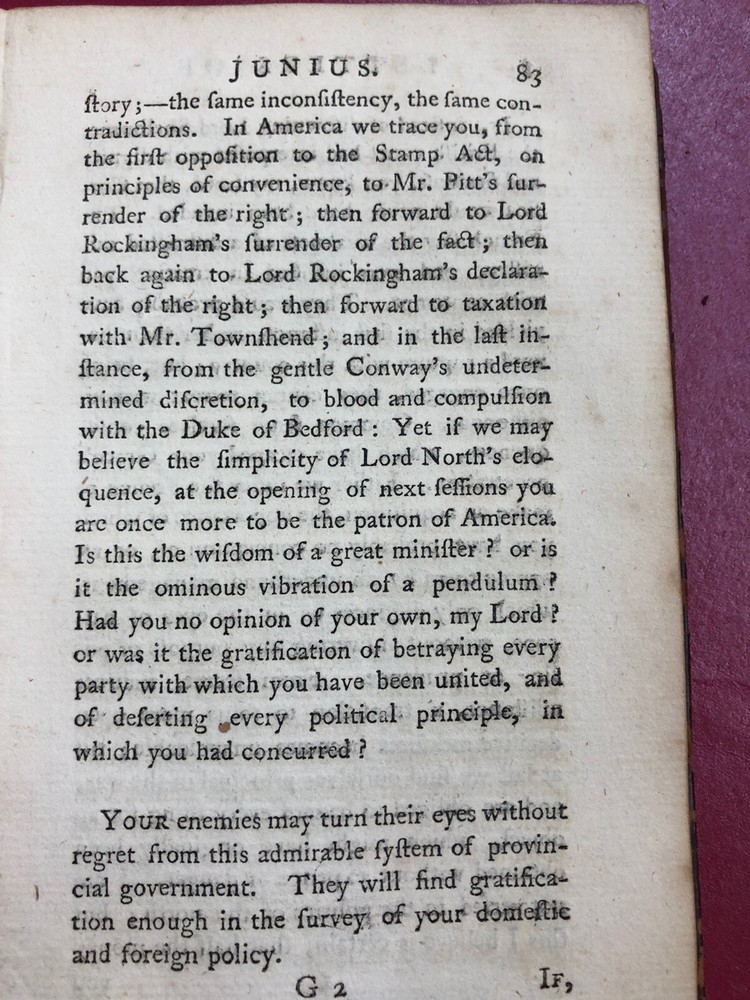 JUNIUS. 83
ſtory;—the ſame inconſiſtency, the ſame con-
tradictions. In America we trace you, from
the firſt oppoſition to the Stamp Act, on
principles of convenience, to Mr. Pitt's ſur-
render of the right; then forward to Lord
Rockingham's ſurrender of the fact; then
back again to Lord Rockingham's declara-
tion of the right; then forward to taxation
with Mr. Townſhend; and in the laſt in-
ſtance, from the gentle Conway's undeter-
mined diſcretion, to blood and compulſion
with the Duke of Bedford: Yet if we may
believe the ſimplicity of Lord North's elo-
quence, at the opening of next ſeſſions you
are once more to be the patron of America.
Is this the wiſdom of a great miniſter? or is
it the ominous vibration of a pendulum?
Had you no opinion of your own, my Lord?
or was it the gratification of betraying every
party with which you have been united, and
of deſerting every political principle, in
which you had concurred?
YOUR enemies may turn their eyes without
regret from this admirable ſyſtem of provin-
cial government. They will find gratifica-
tion enough in the ſurvey of your domeſtic
and foreign policy.
G 2 IF,